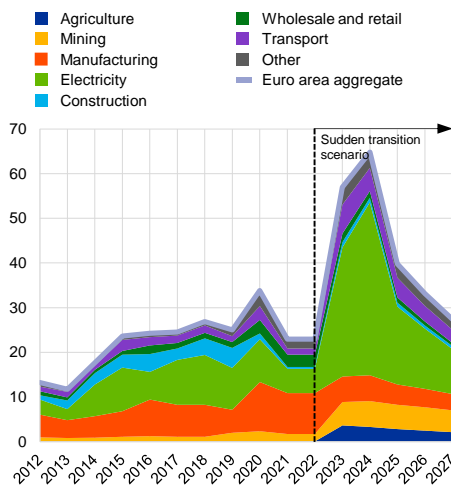 Agriculture
Mining
Manufacturing
Electricity
Construction
Wholesale and retail
Transport
Other
Euro area aggregate
70
60
50
40
30
20
10
0
Sudden transition
scenario
2012
2013
2014
2015
2016
2017
2018
2019
2020
2021
2022
2023
2024
2025
2026
2027